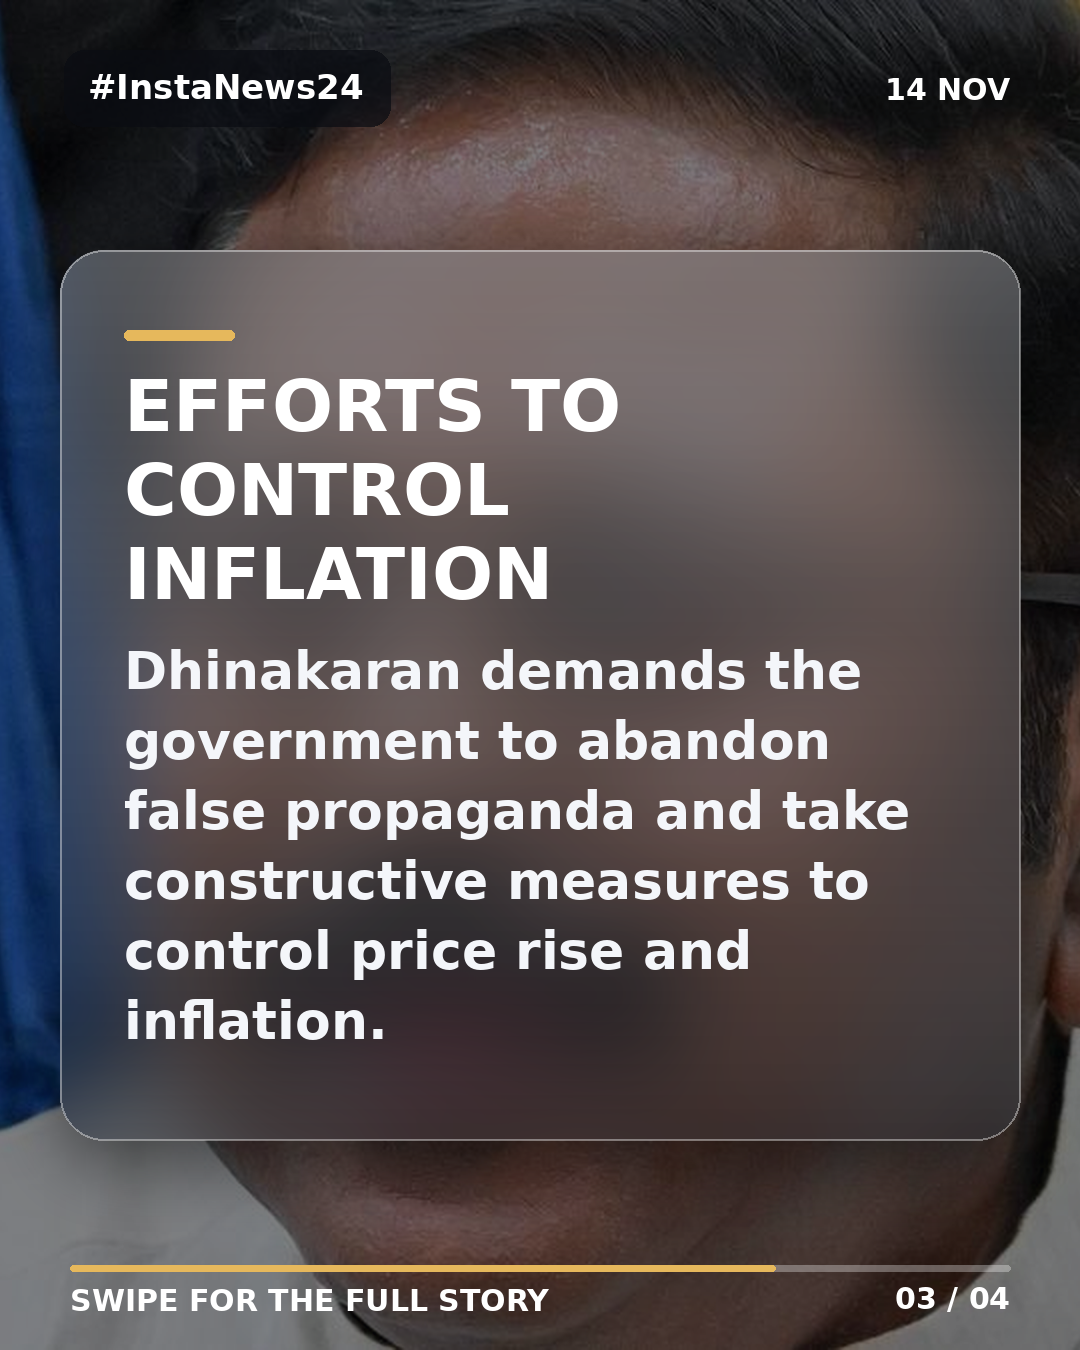 #InstaNews24
14 NOV
EFFORTS TO
CONTROL
INFLATION
Dhinakaran demands the
government to abandon
false propaganda and take
constructive measures to
control price rise and
inflation.
SWIPE FOR THE FULL STORY
03 / 04